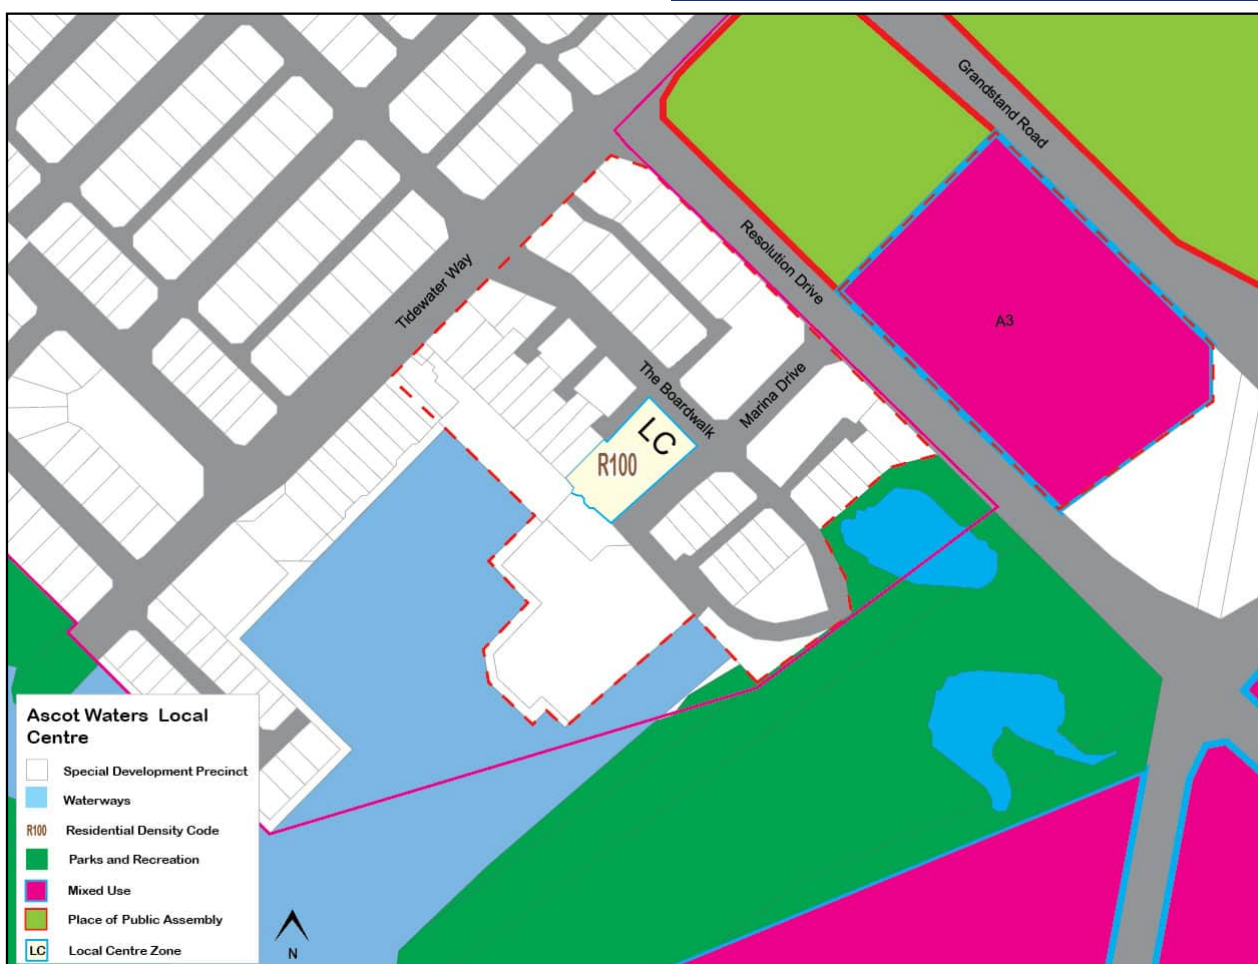 Grandstand Road
Resolution Drive
A3
Tidewater Way
The Boardwalk
Marina Drive
LC
R100
Ascot Waters Local
Centre
Special Development Precinct
Waterways
R100 Residential Density Code
Parks and Recreation
Mixed Use
Place of Public Assembly
LC Local Centre Zone
N